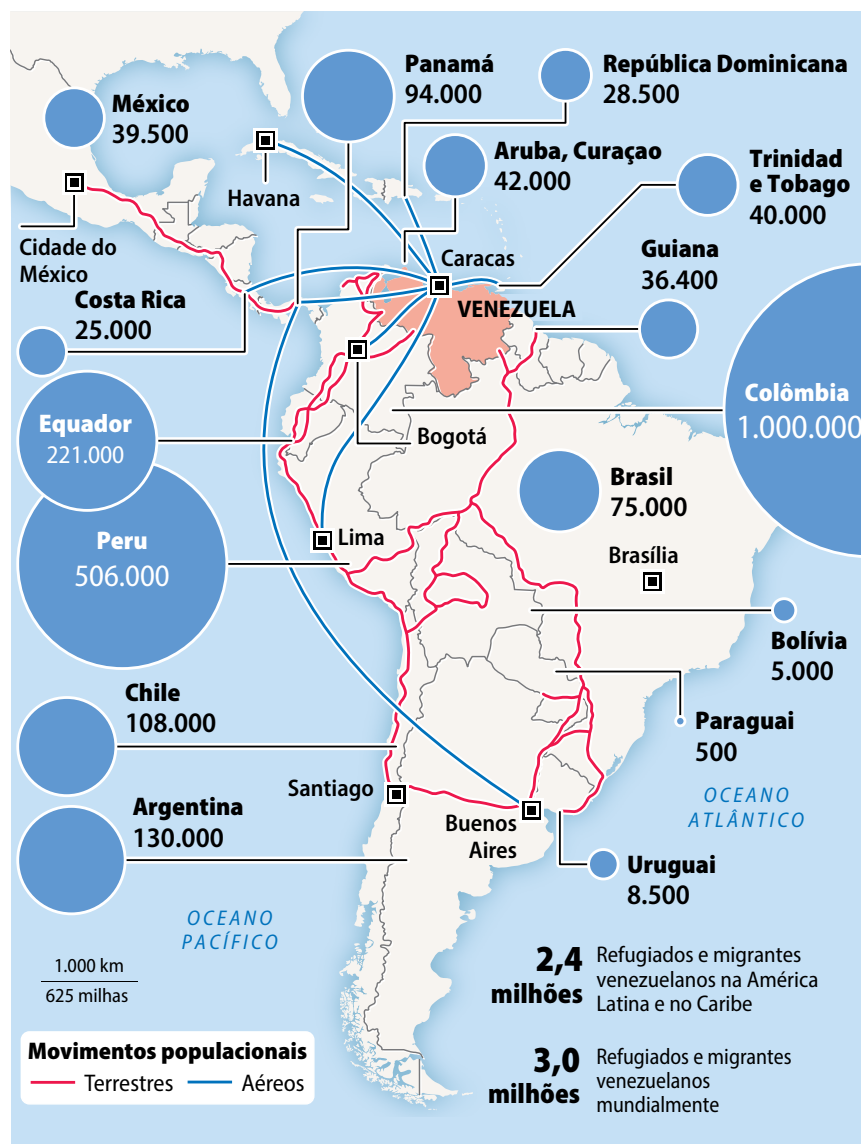 Panamá
94.000
República Dominicana
28.500
México
39.500
Aruba, Curaçao
42.000
Trinidad
e Tobago
40.000
Havana
Cidade do
México
Caracas
Guiana
36.400
Costa Rica
25.000
VENEZUELA
Colômbia
1.000.000
Equador
221.000
Bogotá
Brasil
75.000
Peru
506.000
Lima
Brasília
Bolívia
5.000
Chile
108.000
Paraguai
500
Santiago
Argentina
130.000
Buenos
Aires
OCEANO
ATLÂNTICO
Uruguai
8.500
OCEANO
PACÍFICO
1.000 km
625 milhas
2,4
milhões
Refugiados e migrantes
venezuelanos na América
Latina e no Caribe
3,0
milhões
Refugiados e migrantes
venezuelanos
mundialmente
Movimentos populacionais
Terrestres
Aéreos